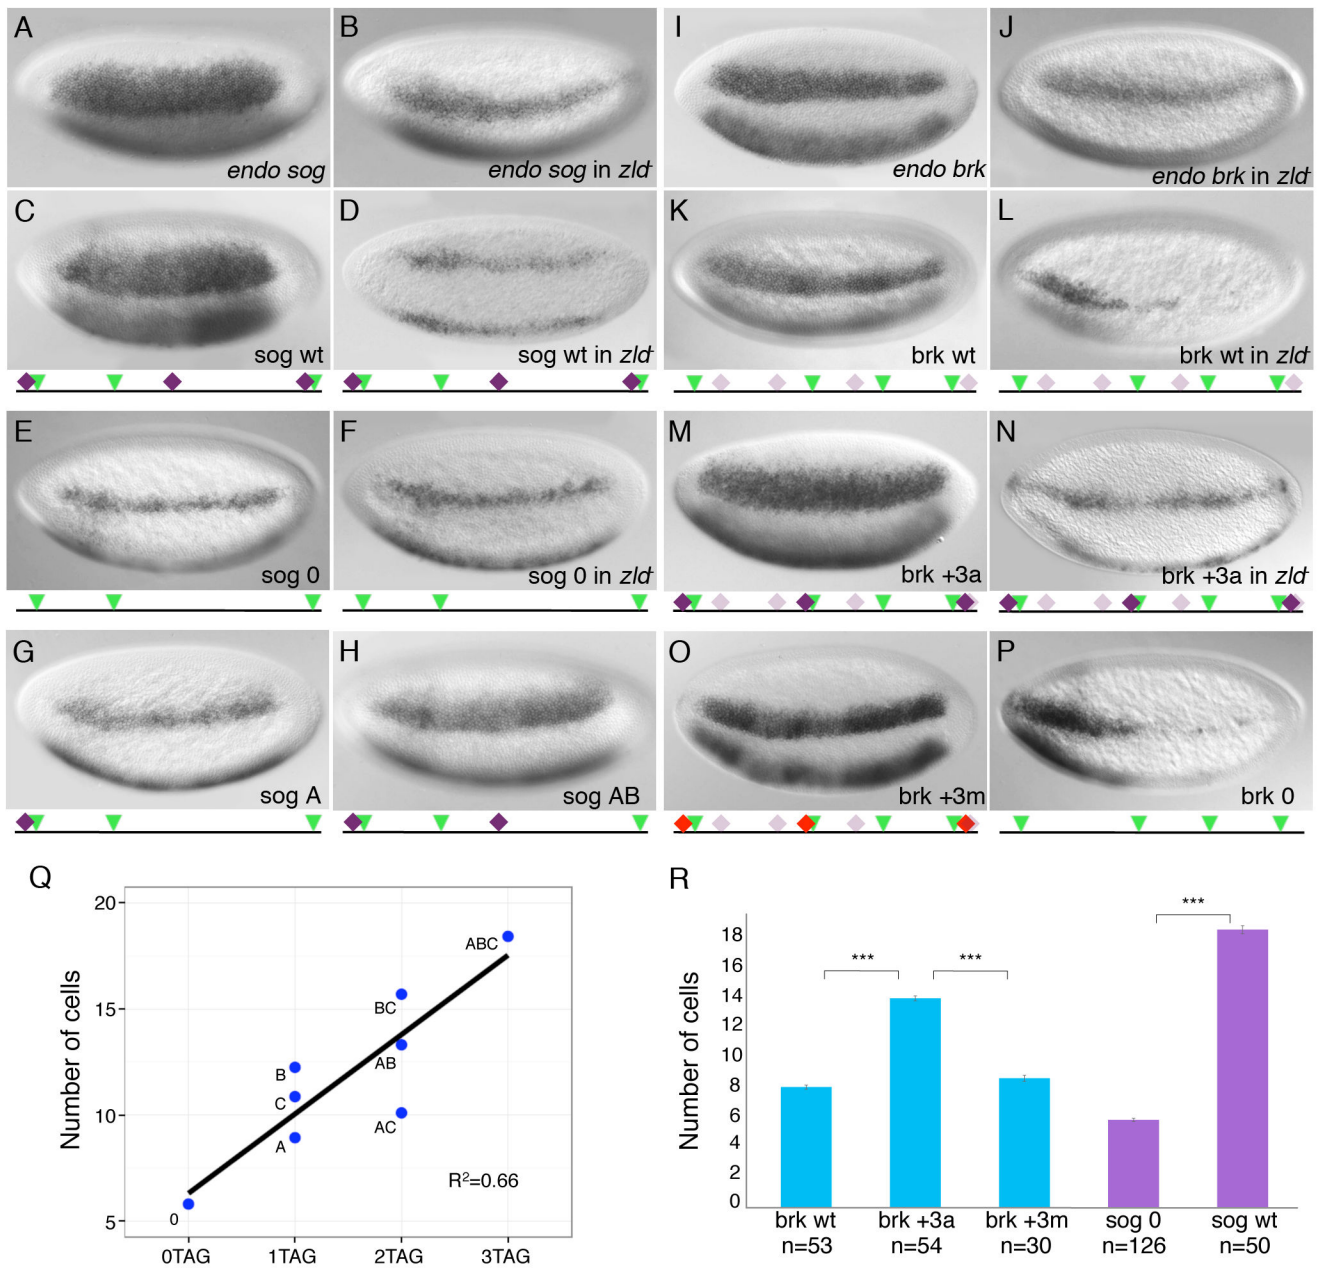 A
endo sog
B
endo sog in zld-
I
endo brk
J
endo brk in zld-
C
sog wt
D
sog wt in zld-
K
brk wt
L
brk wt in zld-
E
sog 0
F
sog 0 in zld-
M
brk +3a
N
brk +3a in zld-
G
sog A
H
sog AB
O
brk +3m
P
brk 0
Q
Number of cells
20
15
10
5
0
B
C
A
BC
AB
AC
ABC
R²=0.66
0TAG 1TAG 2TAG 3TAG
R
Number of cells
18
16
14
12
10
8
6
4
2
0
*** *** ***
brk wt brk +3a brk +3m sog 0 sog wt
n=53 n=54 n=30 n=126 n=50